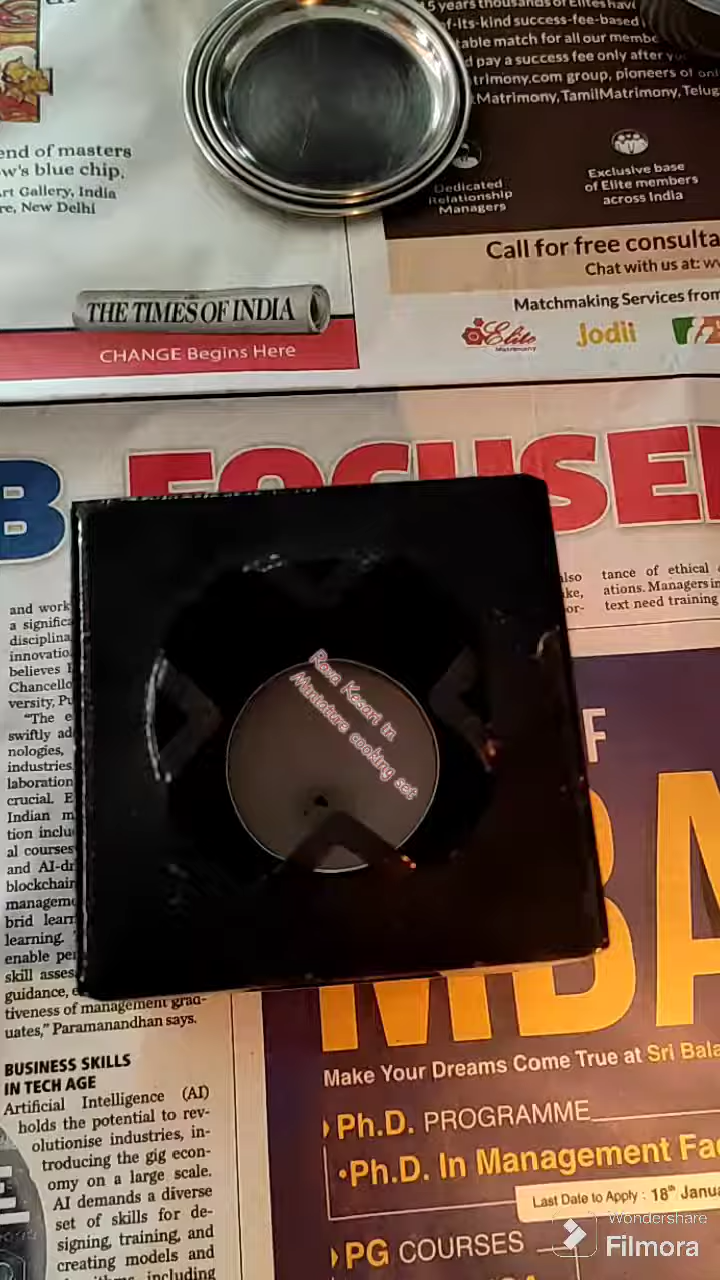 end of masters
w's blue chip,
rt Gallery, India
re, New Delhi
THE TIMES OF INDIA
CHANGE Begins Here
5 years thousands of Elites hav
f-its-kind success-fee-based
table match for all our membe
d pay a success fee only after
trimony.com group, pioneers of onl
Matrimony, TamilMatrimony, Telug
Dedicated
Relationship
Managers
Exclusive base
of Elite members
across India
Call for free consulta
Chat with us at: w
Matchmaking Services from
Elite
Matrimony
Jodii
B FOCUSE
and work
a significa
disciplina
innovatio
believes
Chancello
versity, Pu
"The e
swiftly ad
nologies,
industries
laboration
crucial. E
Indian m
tion inclu
al courses
and AI-dr
blockchain
manageme
brid learn
learning.
enable per
skill asses
guidance, e
tiveness of management grad-
uates," Paramanandhan says.
BUSINESS SKILLS
IN TECH AGE
Artificial Intelligence (AI)
holds the potential to rev-
olutionise industries, in-
troducing the gig econ-
omy on a large scale.
AI demands a diverse
set of skills for de-
signing, training, and
creating models and
including
also
ke,
or-
tance of ethical
ations. Managers in
text need training
Rava Kesari in
Miniature cooking set
F
MBA
Make Your Dreams Come True at Sri Bala
Ph.D. PROGRAMME
•Ph.D. In Management Fac
Last Date to Apply : 18th Janua
PG COURSES
Wondershare
Filmora